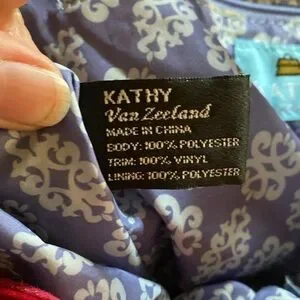 KATHY
Van Zeeland
MADE IN CHINA
BODY: 100% POLYESTER
TRIM: 100% VINYL
LINING: 100% POLYESTER